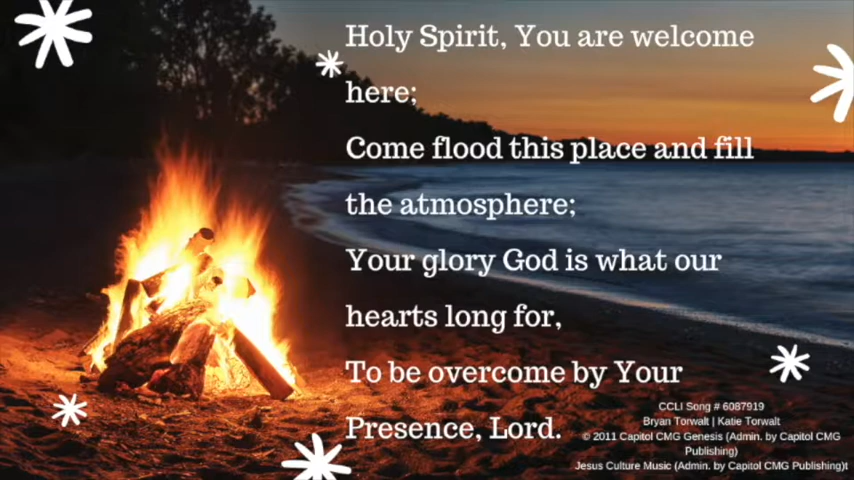 Holy Spirit, You are welcome
here;
Come flood this place and fill
the atmosphere;
Your glory God is what our
hearts long for,
To be overcome by Your
Presence, Lord.
CCLI Song # 6087919
Bryan Torwalt | Katie Torwalt
© 2011 Capitol CMG Genesis (Admin. by Capitol CMG
Publishing)
Jesus Culture Music (Admin. by Capitol CMG Publishing)t